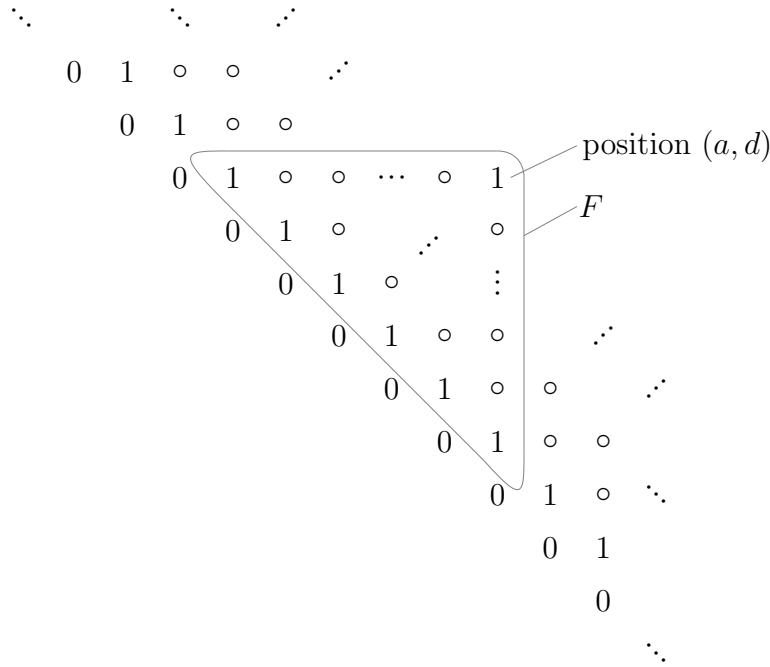 ⋱ ⋱ ⋰
0 1 ∘ ∘ ⋰
0 1 ∘ ∘
position (a, d)
0 1 ∘ ∘ ⋯ ∘ 1
F
0 1 ∘ ⋰ ∘
0 1 ∘ ⋮
0 1 ∘ ∘ ⋰
0 1 ∘ ∘ ⋰
0 1 ∘ ∘
0 1 ∘ ⋱
0 1
0
⋱